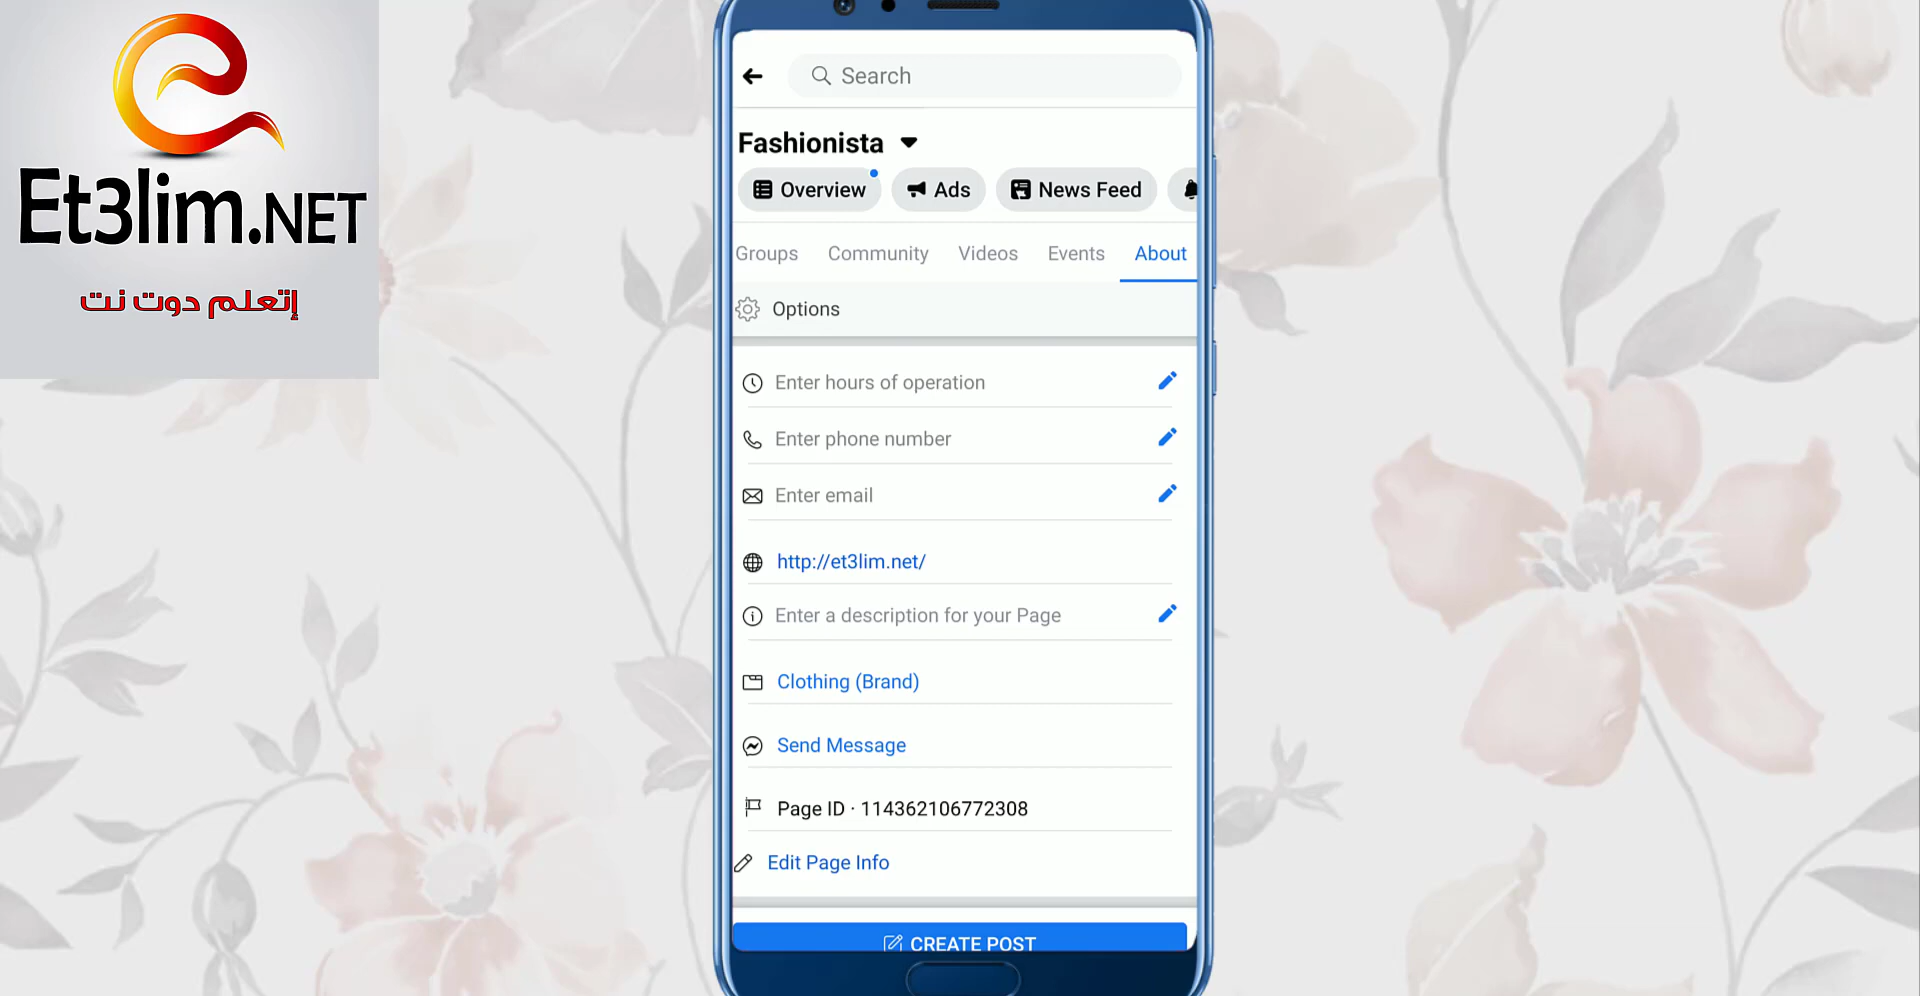 Et3lim.NET
إتعلم دوت نت
Search
Fashionista
Overview Ads News Feed
Groups Community Videos Events About
Options
Enter hours of operation
Enter phone number
Enter email
http://et3lim.net/
Enter a description for your Page
Clothing (Brand)
Send Message
Page ID · 114362106772308
Edit Page Info
CREATE POST